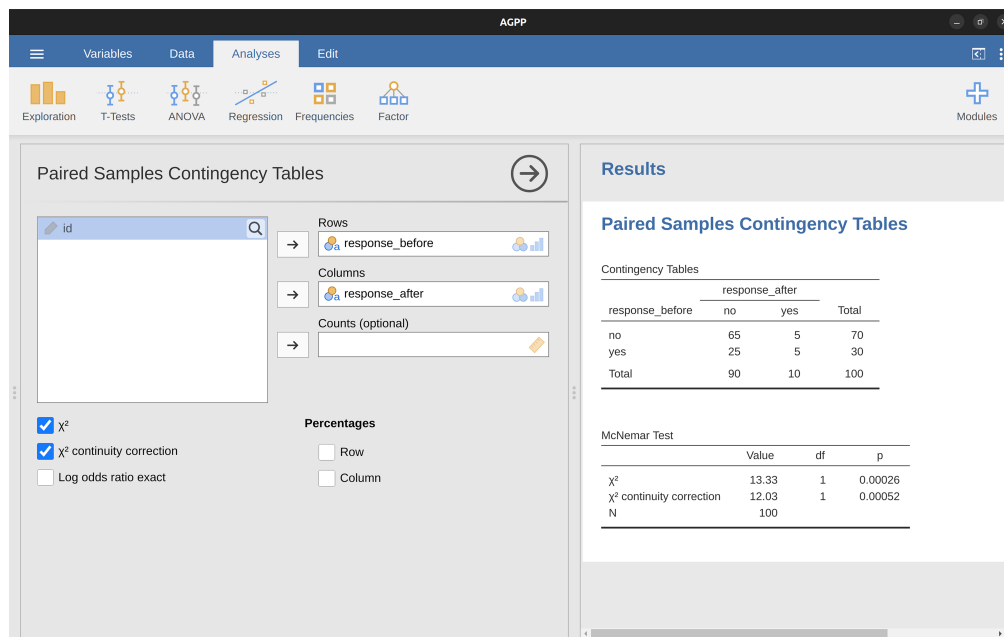 AGPP
Variables Data Analyses Edit
Exploration T-Tests ANOVA Regression Frequencies Factor Modules
Paired Samples Contingency Tables
id
Rows
a response_before
Columns
a response_after
Counts (optional)
χ²
χ² continuity correction
Log odds ratio exact
Percentages
Row
Column
Results
Paired Samples Contingency Tables
Contingency Tables
response_after
response_before no yes Total
no 65 5 70
yes 25 5 30
Total 90 10 100
McNemar Test
Value df p
χ² 13.33 1 0.00026
χ² continuity correction 12.03 1 0.00052
N 100